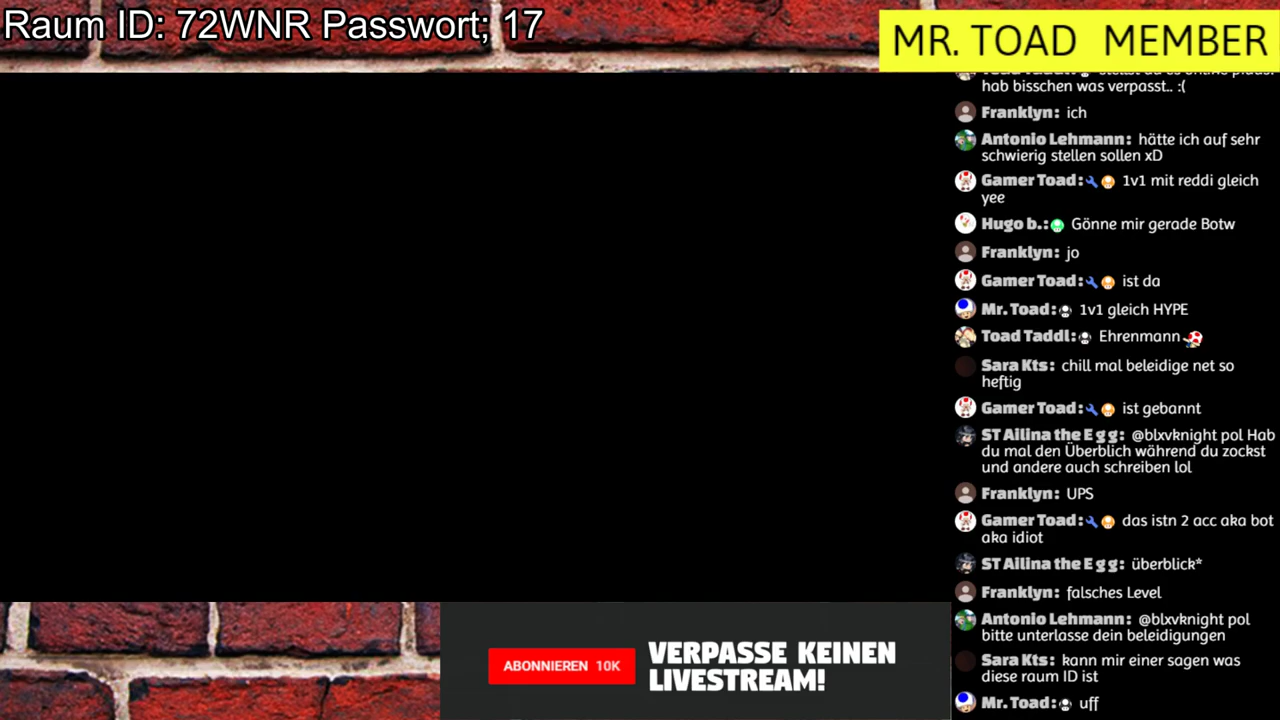 Raum ID: 72WNR Passwort; 17
MR. TOAD MEMBER
hab bisschen was verpasst.. :(
Franklyn: ich
Antonio Lehmann: hätte ich auf sehr
schwierig stellen sollen xD
Gamer Toad: 1v1 mit reddi gleich
yee
Hugo b.: Gönne mir gerade Botw
Franklyn: jo
Gamer Toad: ist da
Mr. Toad: 1v1 gleich HYPE
Toad Taddl: Ehrenmann
Sara Kts: chill mal beleidige net so
heftig
Gamer Toad: ist gebannt
ST Ailina the E g g: @blxvknight pol Hab
du mal den Überblich während du zockst
und andere auch schreiben lol
Franklyn: UPS
Gamer Toad: das istn 2 acc aka bot
aka idiot
ST Ailina the E g g: überblick*
Franklyn: falsches Level
Antonio Lehmann: @blxvknight pol
bitte unterlasse dein beleidigungen
Sara Kts: kann mir einer sagen was
diese raum ID ist
Mr. Toad: uff
ABONNIEREN 10K
VERPASSE KEINEN
LIVESTREAM!